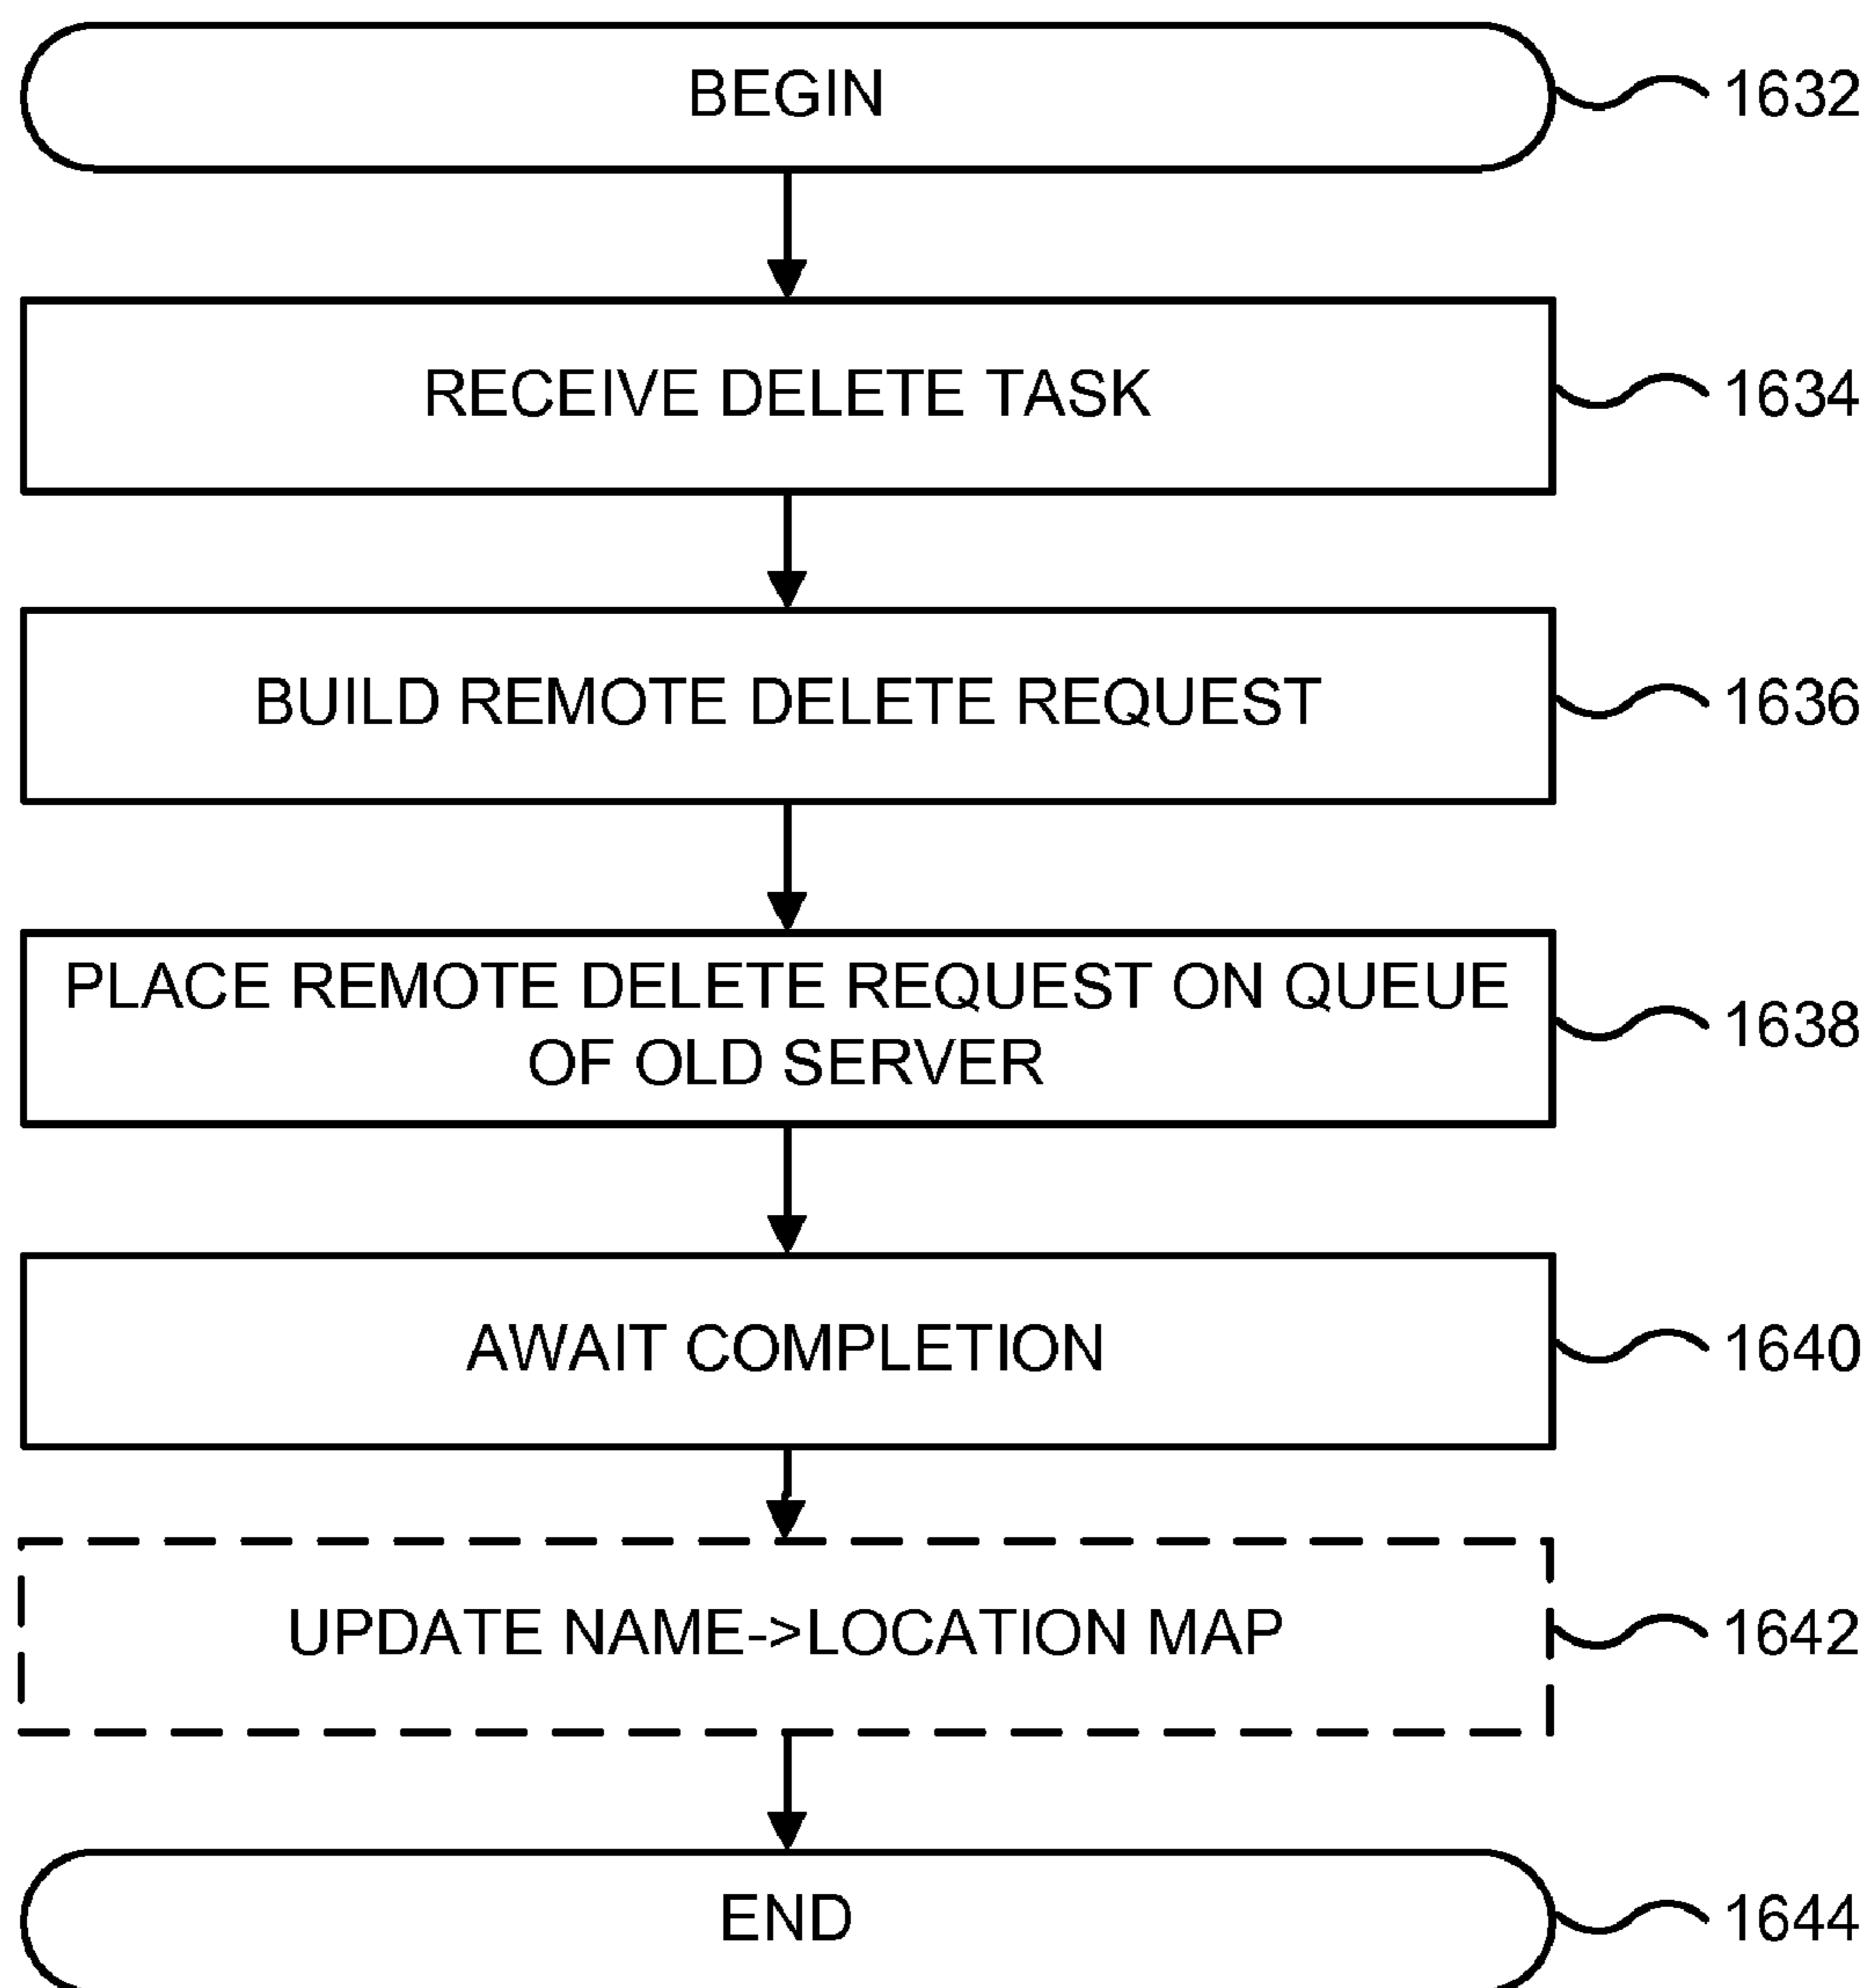 BEGIN
1632
RECEIVE DELETE TASK
1634
BUILD REMOTE DELETE REQUEST
1636
PLACE REMOTE DELETE REQUEST ON QUEUE
OF OLD SERVER
1638
AWAIT COMPLETION
1640
UPDATE NAME->LOCATION MAP
1642
END
1644